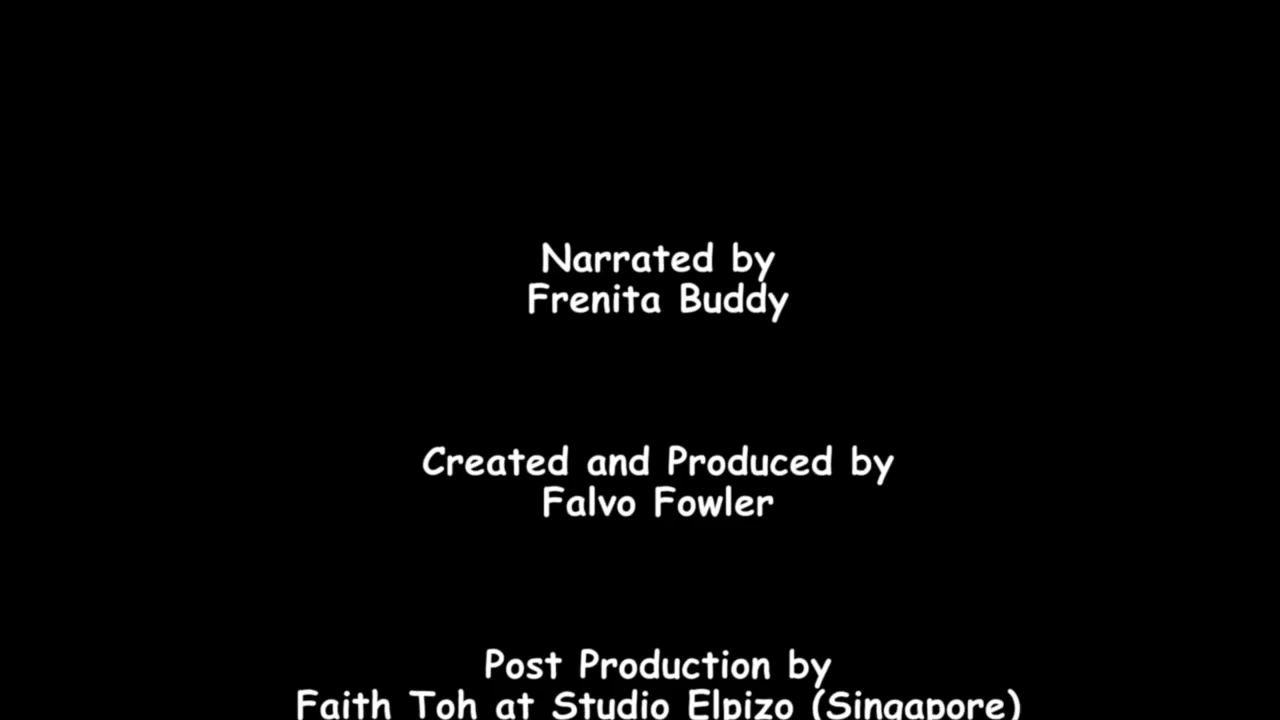 Narrated by
Frenita Buddy
Created and Produced by
Falvo Fowler
Post Production by
Faith Toh at Studio Elpizo (Singapore)